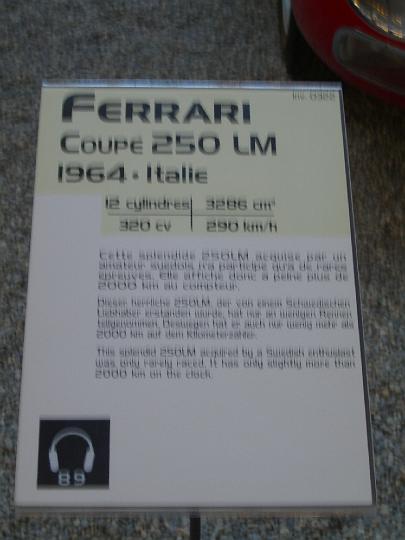 Inv. 0322
FERRARI
COUPÉ 250 LM
1964 • Italie
12 cylindres 3286 cm³
320 cv 290 km/h
Cette splendide 250LM acquise par un
amateur suédois n'a participé qu'à de rares
épreuves. Elle affiche donc à peine plus de
2000 km au compteur.
Dieser herrliche 250LM, der von einem Schwedischen
Liebhaber erstanden wurde, hat nur an wenigen Rennen
teilgenommen. Deswegen hat er auch nur wenig mehr als
2000 km auf dem Kilometerzähler.
This splendid 250LM acquired by a Swedish enthusiast
was only rarely raced. It has only slightly more than
2000 km on the clock.
89